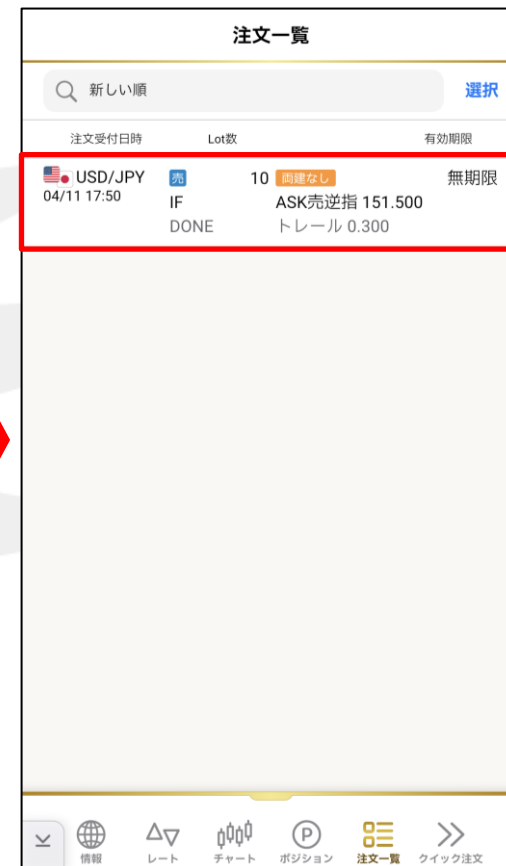 注文一覧
新しい順 選択
注文受付日時 Lot数 有効期限
USD/JPY 売 10 両建なし 無期限
04/11 17:50 IF ASK売逆指 151.500
DONE トレール 0.300
情報 レート チャート P ポジション 注文一覧 クイック注文